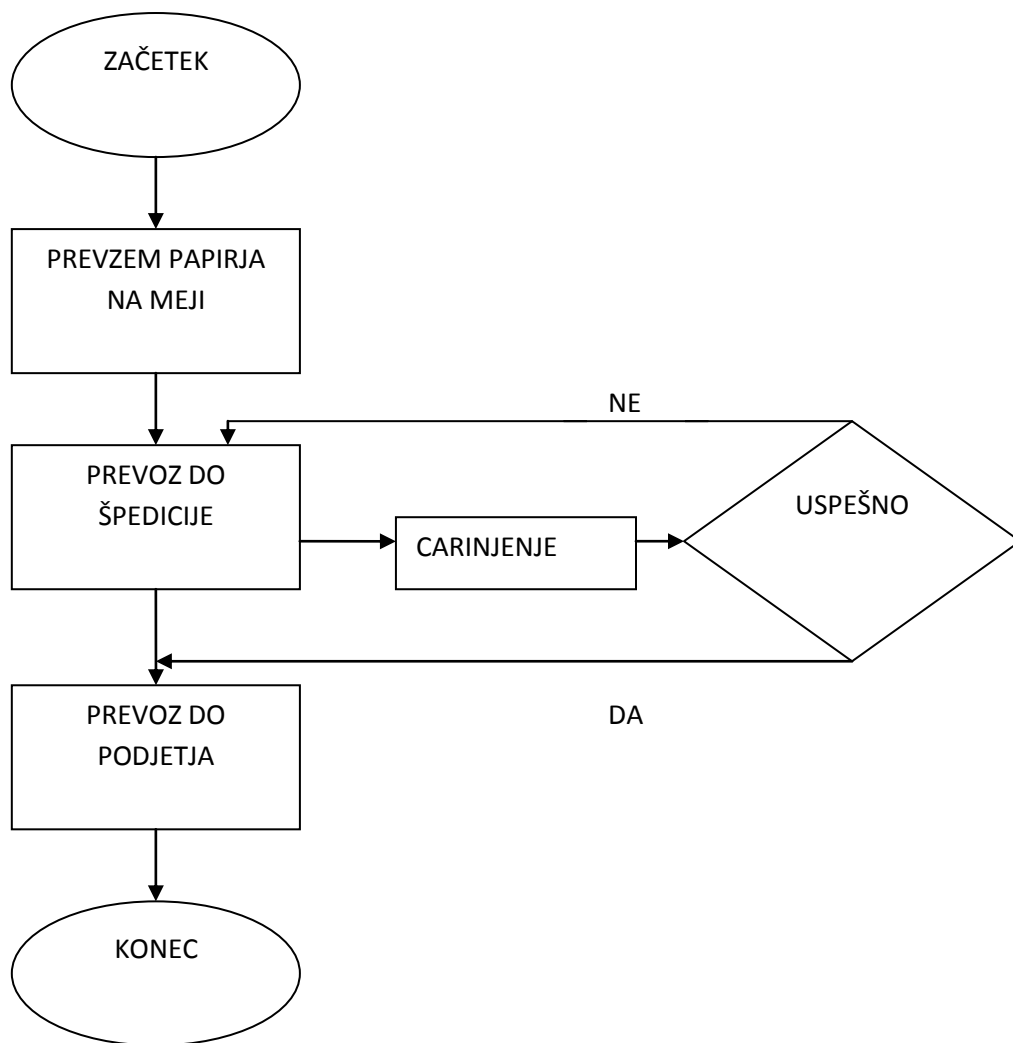 ZAČETEK
PREVZEM PAPIRJA
NA MEJI
NE
PREVOZ DO
ŠPEDICIJE
CARINJENJE
USPEŠNO
DA
PREVOZ DO
PODJETJA
KONEC